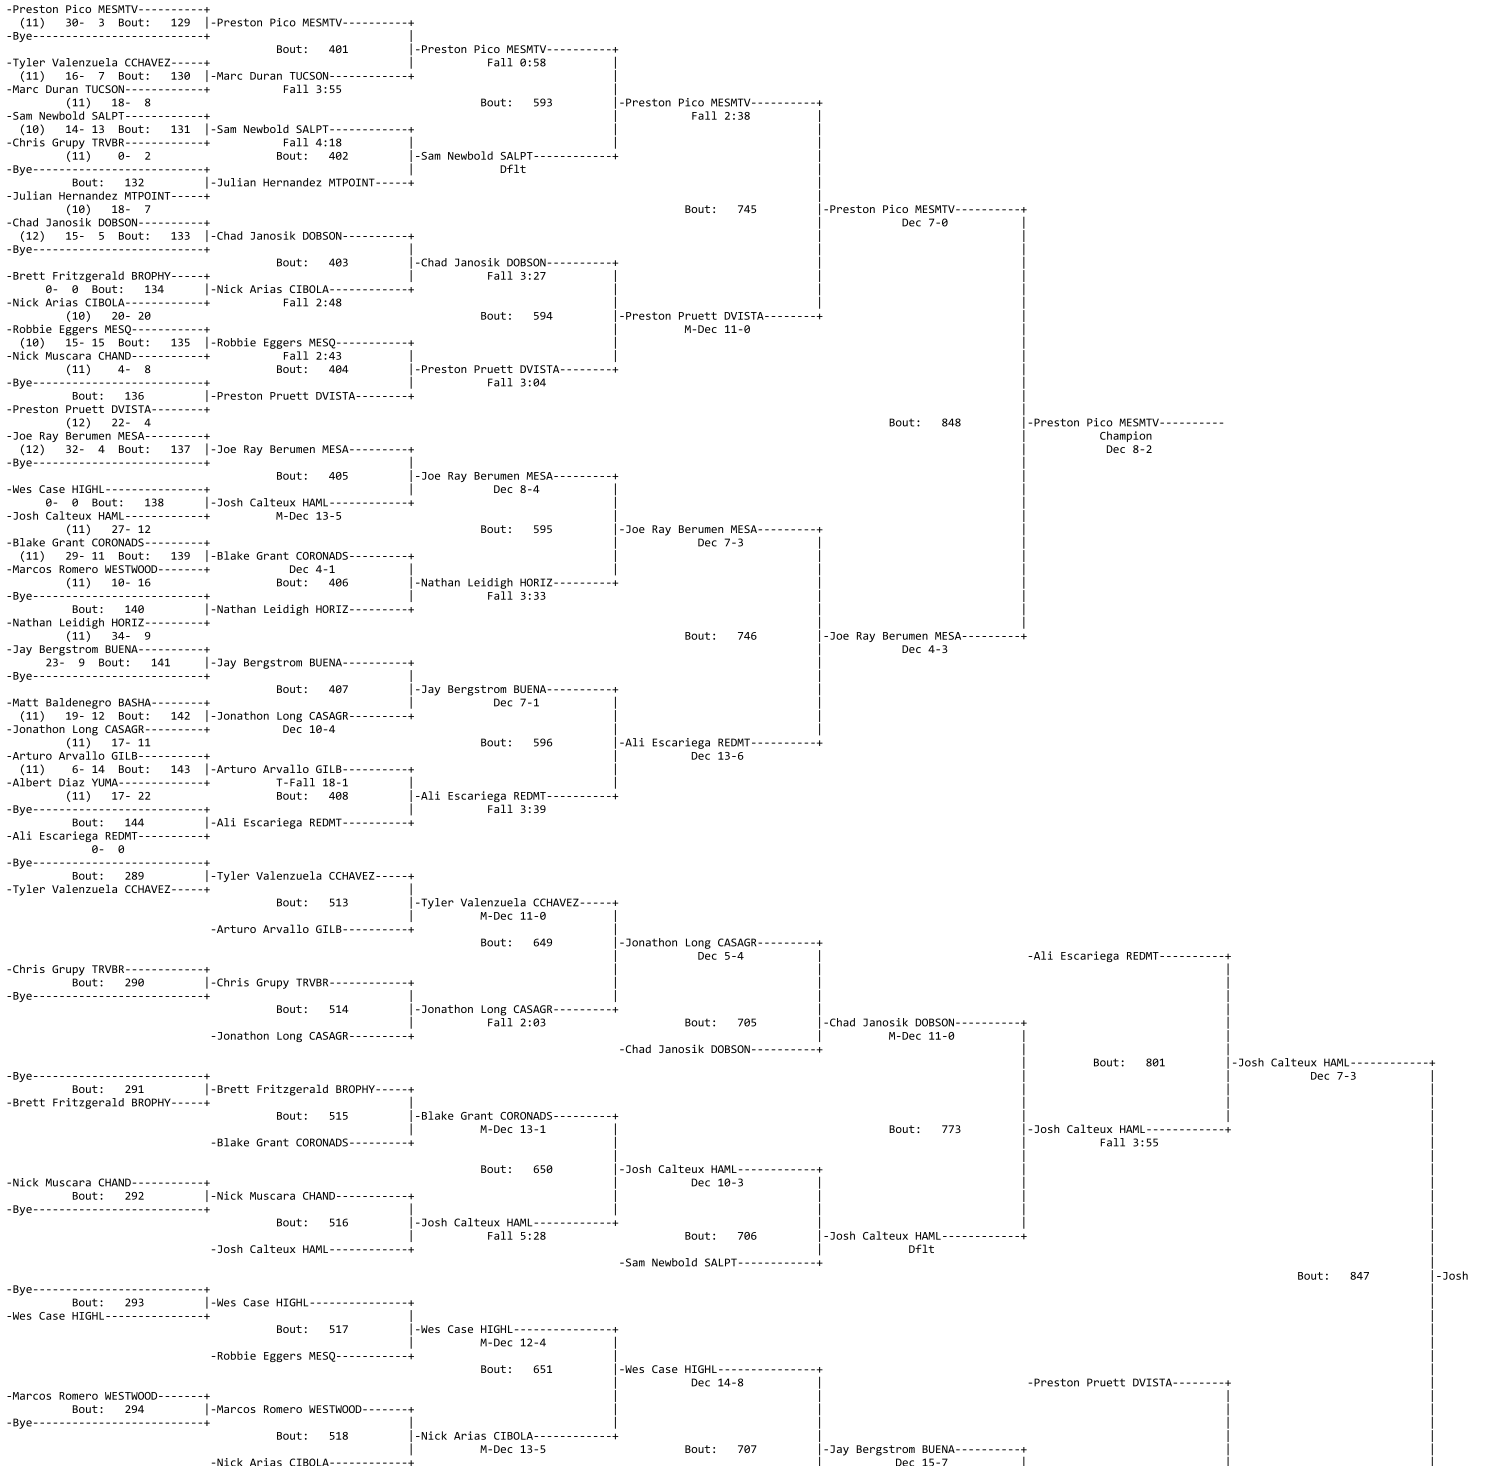 -Preston Pico MESMTV----------+
(11) 30- 3 Bout: 129 |-Preston Pico MESMTV----------+
-Bye--------------------------+ |
Bout: 401 |-Preston Pico MESMTV----------+
-Tyler Valenzuela CCHAVEZ-----+ | Fall 0:58 |
(11) 16- 7 Bout: 130 |-Marc Duran TUCSON------------+ |
-Marc Duran TUCSON------------+ Fall 3:55 |
(11) 18- 8 Bout: 593 |-Preston Pico MESMTV----------+
-Sam Newbold SALPT------------+ | Fall 2:38 |
(10) 14- 13 Bout: 131 |-Sam Newbold SALPT------------+ | |
-Chris Grupy TRVBR------------+ Fall 4:18 | | |
(11) 0- 2 Bout: 402 |-Sam Newbold SALPT------------+ |
-Bye--------------------------+ | Dflt |
Bout: 132 |-Julian Hernandez MTPOINT-----+ |
-Julian Hernandez MTPOINT-----+ |
(10) 18- 7 Bout: 745 |-Preston Pico MESMTV----------+
-Chad Janosik DOBSON----------+ | Dec 7-0 |
(12) 15- 5 Bout: 133 |-Chad Janosik DOBSON----------+ | |
-Bye--------------------------+ | | |
Bout: 403 |-Chad Janosik DOBSON----------+ | |
-Brett Fritzgerald BROPHY-----+ | Fall 3:27 | | |
0- 0 Bout: 134 |-Nick Arias CIBOLA------------+ | | |
-Nick Arias CIBOLA------------+ Fall 2:48 | | |
(10) 20- 20 Bout: 594 |-Preston Pruett DVISTA--------+ |
-Robbie Eggers MESQ-----------+ | M-Dec 11-0 |
(10) 15- 15 Bout: 135 |-Robbie Eggers MESQ-----------+ | |
-Nick Muscara CHAND-----------+ Fall 2:43 | | |
(11) 4- 8 Bout: 404 |-Preston Pruett DVISTA--------+ |
-Bye--------------------------+ | Fall 3:04 |
Bout: 136 |-Preston Pruett DVISTA--------+ |
-Preston Pruett DVISTA--------+ |
(12) 22- 4 Bout: 848 |-Preston Pico MESMTV----------
-Joe Ray Berumen MESA---------+ | Champion
(12) 32- 4 Bout: 137 |-Joe Ray Berumen MESA---------+ | Dec 8-2
-Bye--------------------------+ | |
Bout: 405 |-Joe Ray Berumen MESA---------+ |
-Wes Case HIGHL---------------+ | Dec 8-4 | |
0- 0 Bout: 138 |-Josh Calteux HAML------------+ | |
-Josh Calteux HAML------------+ M-Dec 13-5 | |
(11) 27- 12 Bout: 595 |-Joe Ray Berumen MESA---------+ |
-Blake Grant CORONADS---------+ | Dec 7-3 | |
(11) 29- 11 Bout: 139 |-Blake Grant CORONADS---------+ | | |
-Marcos Romero WESTWOOD-------+ Dec 4-1 | | | |
(11) 10- 16 Bout: 406 |-Nathan Leidigh HORIZ---------+ | |
-Bye--------------------------+ | Fall 3:33 | |
Bout: 140 |-Nathan Leidigh HORIZ---------+ | |
-Nathan Leidigh HORIZ---------+ | |
(11) 34- 9 Bout: 746 |-Joe Ray Berumen MESA---------+
-Jay Bergstrom BUENA----------+ | Dec 4-3
23- 9 Bout: 141 |-Jay Bergstrom BUENA----------+ |
-Bye--------------------------+ | |
Bout: 407 |-Jay Bergstrom BUENA----------+ |
-Matt Baldenegro BASHA--------+ | Dec 7-1 | |
(11) 19- 12 Bout: 142 |-Jonathon Long CASAGR---------+ | |
-Jonathon Long CASAGR---------+ Dec 10-4 | |
(11) 17- 11 Bout: 596 |-Ali Escariega REDMT----------+
-Arturo Arvallo GILB----------+ | Dec 13-6
(11) 6- 14 Bout: 143 |-Arturo Arvallo GILB----------+ |
-Albert Diaz YUMA-------------+ T-Fall 18-1 | |
(11) 17- 22 Bout: 408 |-Ali Escariega REDMT----------+
-Bye--------------------------+ | Fall 3:39
Bout: 144 |-Ali Escariega REDMT----------+
-Ali Escariega REDMT----------+
0- 0
-Bye--------------------------+
Bout: 289 |-Tyler Valenzuela CCHAVEZ-----+
-Tyler Valenzuela CCHAVEZ-----+ |
Bout: 513 |-Tyler Valenzuela CCHAVEZ-----+
| M-Dec 11-0 |
-Arturo Arvallo GILB----------+ |
Bout: 649 |-Jonathon Long CASAGR---------+
| Dec 5-4 | -Ali Escariega REDMT----------+
-Chris Grupy TRVBR------------+ | | |
Bout: 290 |-Chris Grupy TRVBR------------+ | | |
-Bye--------------------------+ | | | |
Bout: 514 |-Jonathon Long CASAGR---------+ | |
| Fall 2:03 Bout: 705 |-Chad Janosik DOBSON----------+ |
-Jonathon Long CASAGR---------+ | M-Dec 11-0 | |
-Chad Janosik DOBSON----------+ | |
| Bout: 801 |-Josh Calteux HAML------------+
-Bye--------------------------+ | | Dec 7-3 |
Bout: 291 |-Brett Fritzgerald BROPHY-----+ | | |
-Brett Fritzgerald BROPHY-----+ | | | |
Bout: 515 |-Blake Grant CORONADS---------+ | | |
| M-Dec 13-1 | Bout: 773 |-Josh Calteux HAML------------+ |
-Blake Grant CORONADS---------+ | | Fall 3:55 |
Bout: 650 |-Josh Calteux HAML------------+ | |
-Nick Muscara CHAND-----------+ | Dec 10-3 | | |
Bout: 292 |-Nick Muscara CHAND-----------+ | | | |
-Bye--------------------------+ | | | | |
Bout: 516 |-Josh Calteux HAML------------+ | | |
| Fall 5:28 Bout: 706 |-Josh Calteux HAML------------+ |
-Josh Calteux HAML------------+ | Dflt |
-Sam Newbold SALPT------------+ |
Bout: 847 |-Josh
-Bye--------------------------+ |
Bout: 293 |-Wes Case HIGHL---------------+ |
-Wes Case HIGHL---------------+ | |
Bout: 517 |-Wes Case HIGHL---------------+ |
| M-Dec 12-4 | |
-Robbie Eggers MESQ-----------+ | |
Bout: 651 |-Wes Case HIGHL---------------+ |
| Dec 14-8 | -Preston Pruett DVISTA--------+ |
-Marcos Romero WESTWOOD-------+ | | | |
Bout: 294 |-Marcos Romero WESTWOOD-------+ | | | |
-Bye--------------------------+ | | | | |
Bout: 518 |-Nick Arias CIBOLA------------+ | | |
| M-Dec 13-5 Bout: 707 |-Jay Bergstrom BUENA----------+ | |
-Nick Arias CIBOLA------------+ | Dec 15-7 | | |